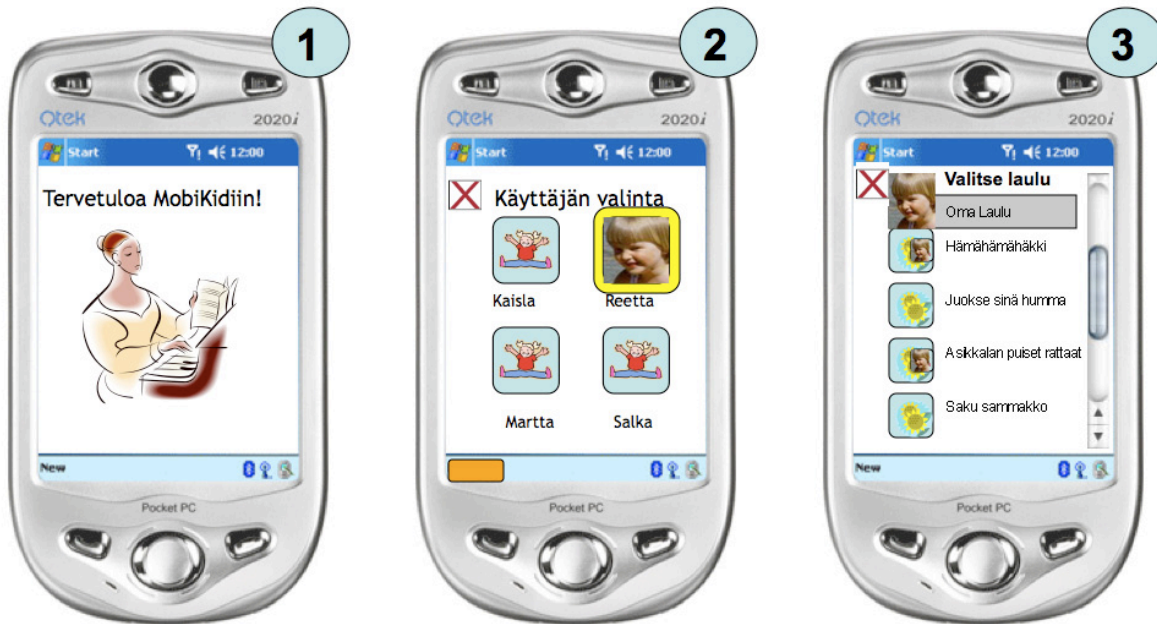 1
Qtek
2020i
Start
12:00
Tervetuloa MobiKidiin!
New
Pocket PC
2
Qtek
2020i
Start
12:00
Käyttäjän valinta
Kaisla
Reetta
Martta
Salka
Pocket PC
3
Qtek
2020i
Start
12:00
Valitse laulu
Oma Laulu
Hämähämähäkki
Juokse sinä humma
Asikkalan puiset rattaat
Saku sammakko
New
Pocket PC